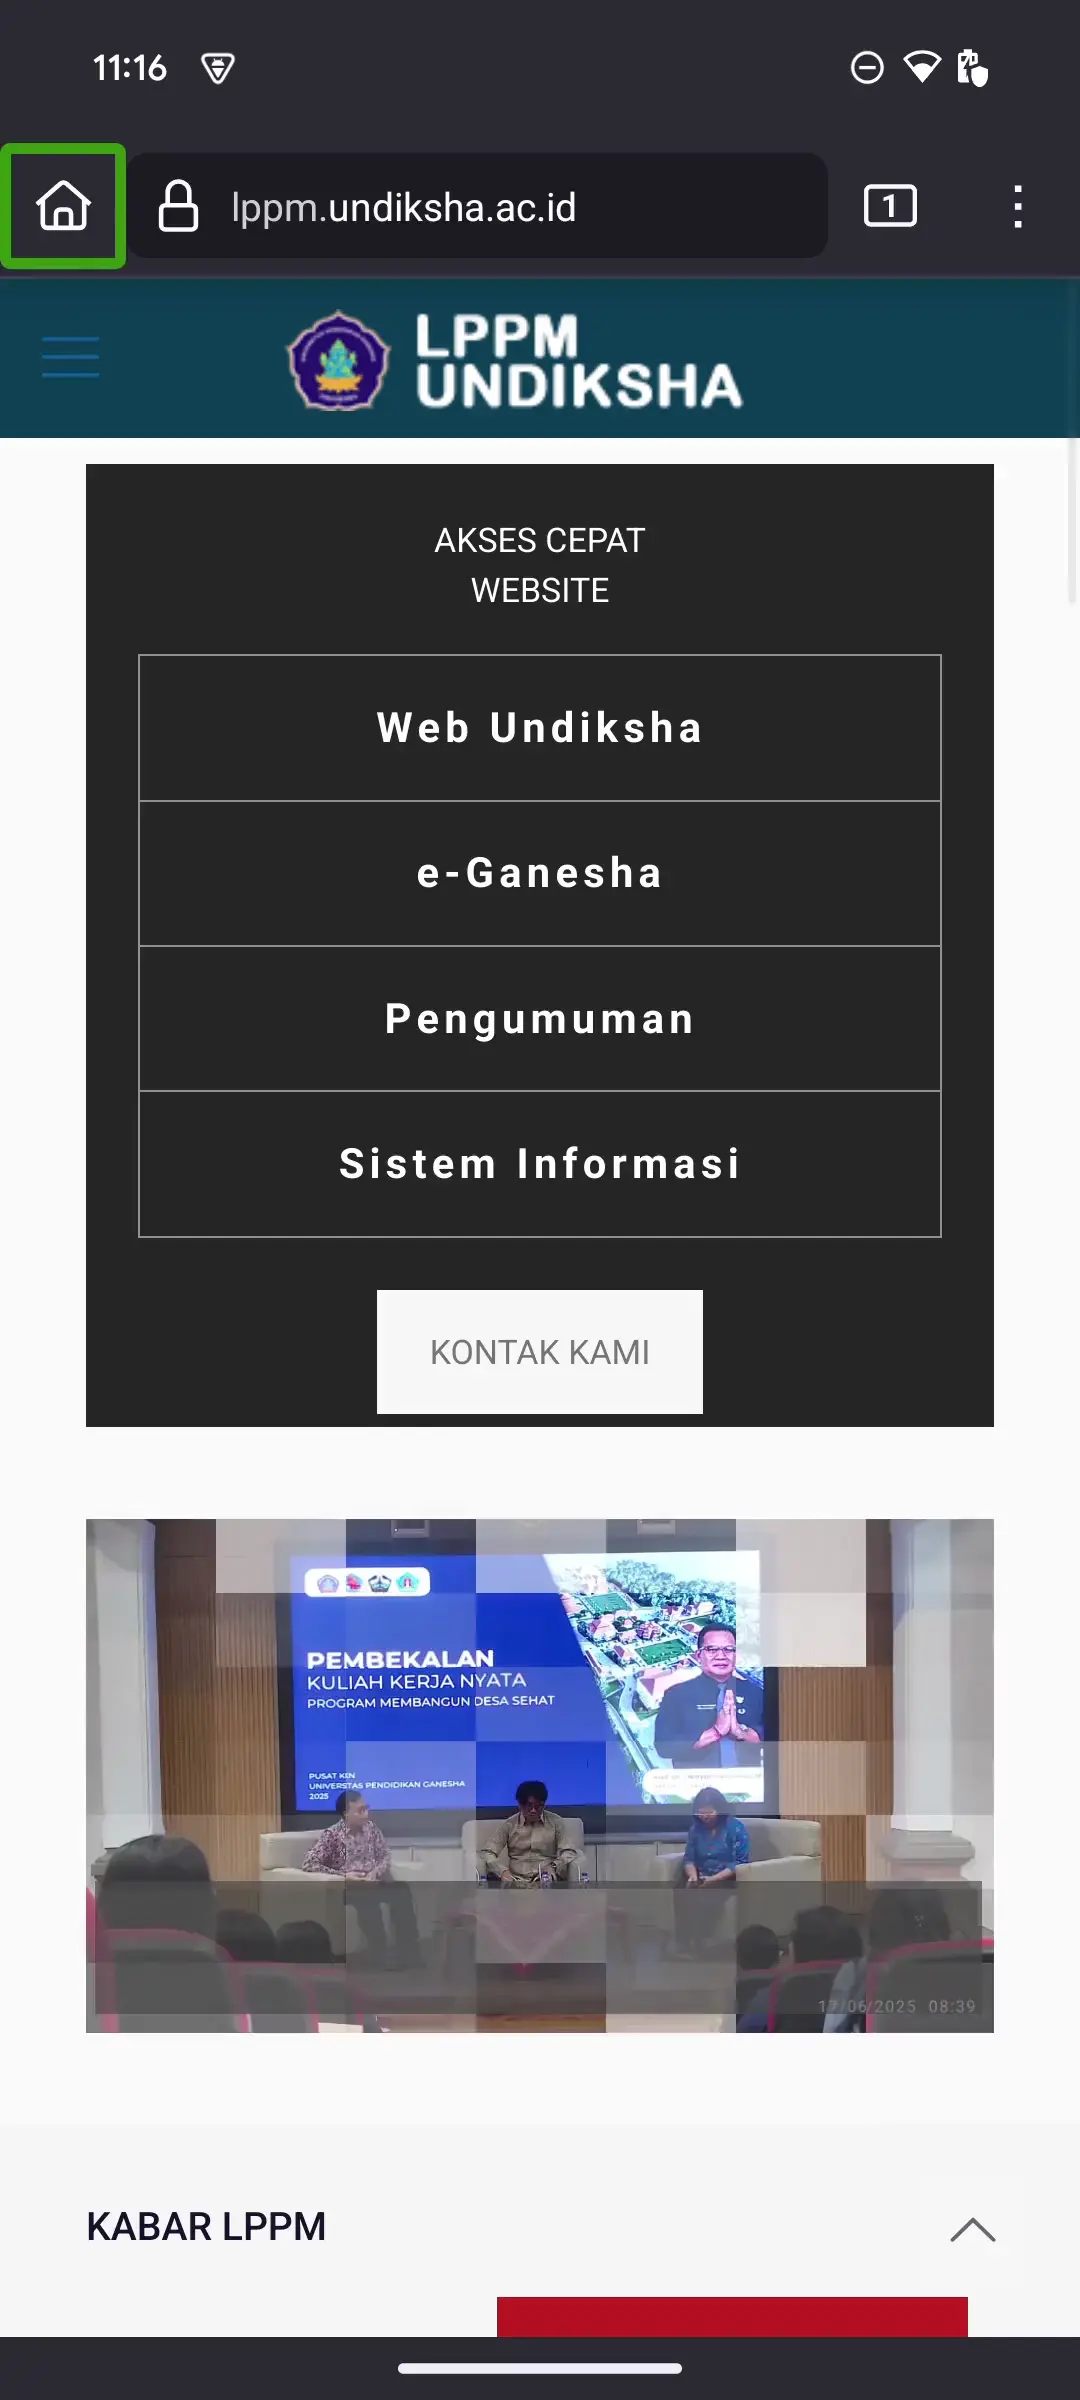 11:16
lppm.undiksha.ac.id
1
LPPM
UNDIKSHA
AKSES CEPAT
WEBSITE
Web Undiksha
e-Ganesha
Pengumuman
Sistem Informasi
KONTAK KAMI
PEMBEKALAN
KULIAH KERJA NYATA
PROGRAM MEMBANGUN DESA SEHAT
PUSAT KKN
UNIVERSITAS PENDIDIKAN GANESHA
2025
17/06/2025 08:39
KABAR LPPM